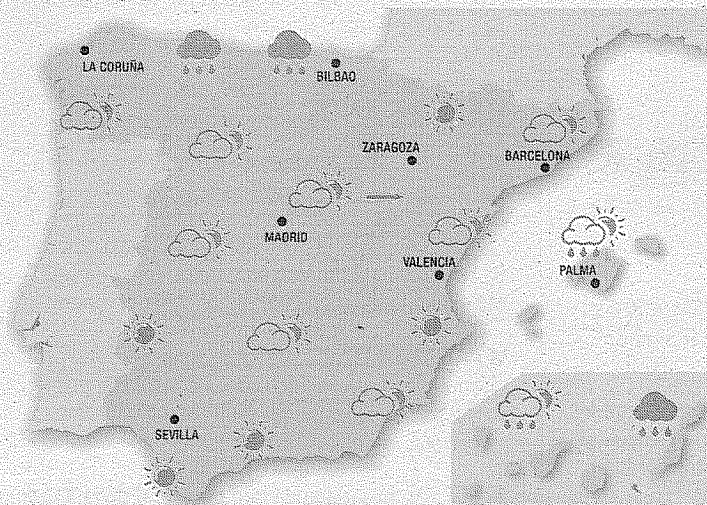 LA CORUÑA
BILBAO
ZARAGOZA
BARCELONA
MADRID
VALENCIA
PALMA
SEVILLA